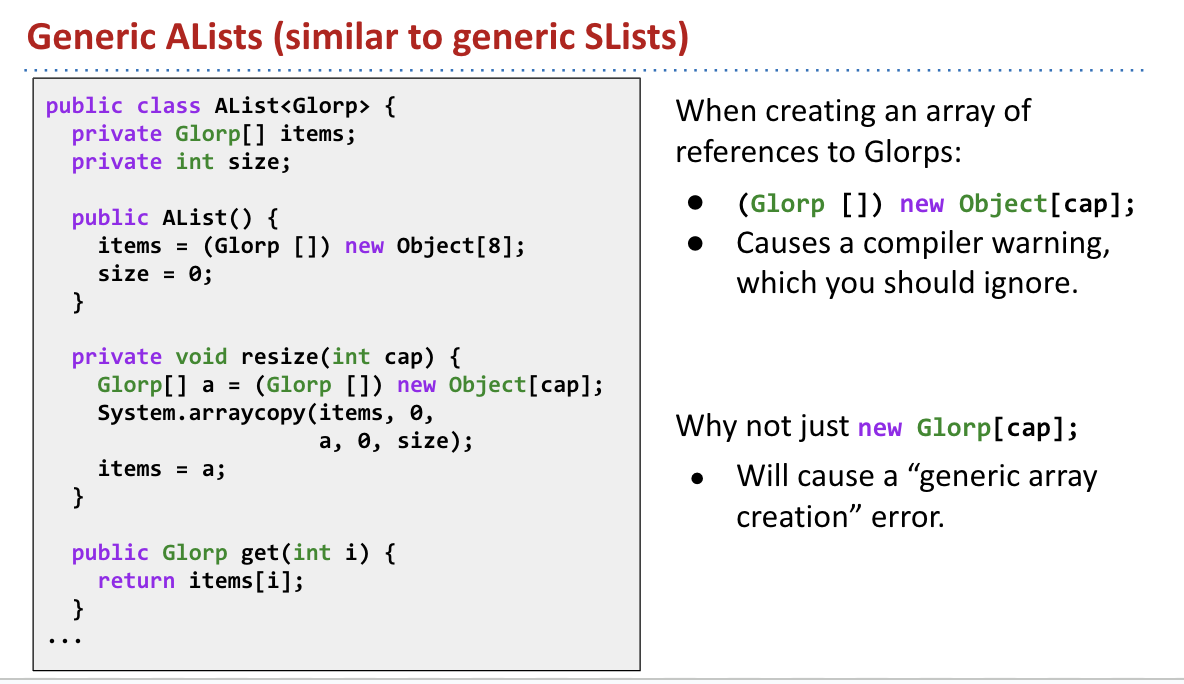 Generic ALists (similar to generic SLists)
public class AList<Glorp> {
  private Glorp[] items;
  private int size;

  public AList() {
    items = (Glorp []) new Object[8];
    size = 0;
  }

  private void resize(int cap) {
    Glorp[] a = (Glorp []) new Object[cap];
    System.arraycopy(items, 0,
                     a, 0, size);
    items = a;
  }

  public Glorp get(int i) {
    return items[i];
  }
...
When creating an array of
references to Glorps:
● (Glorp []) new Object[cap];
● Causes a compiler warning,
which you should ignore.
Why not just new Glorp[cap];
● Will cause a “generic array
creation” error.